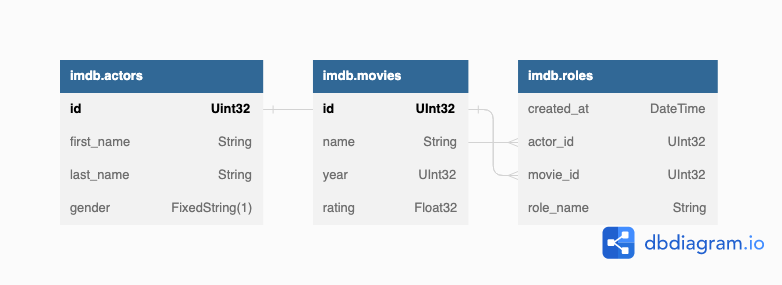 imdb.actors
id Uint32
first_name String
last_name String
gender FixedString(1)
imdb.movies
id UInt32
name String
year UInt32
rating Float32
imdb.roles
created_at DateTime
actor_id UInt32
movie_id UInt32
role_name String
dbdiagram.io